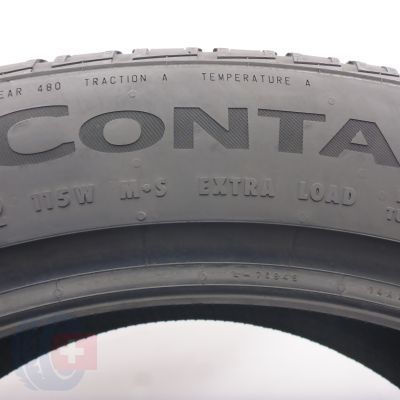 EAR 480 TRACTION A TEMPERATURE A
CONTA
115W M•S EXTRA LOAD